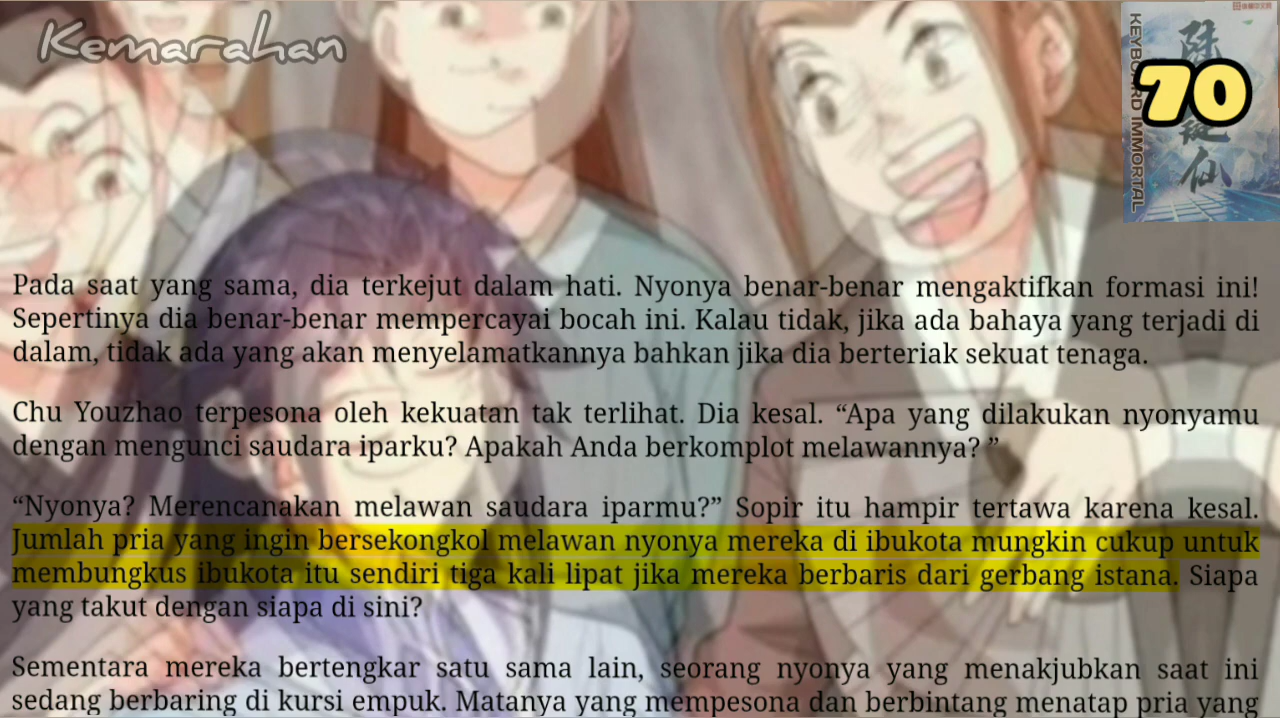 Kemarahan
70
KEYBOARD IMMORTAL
Pada saat yang sama, dia terkejut dalam hati. Nyonya benar-benar mengaktifkan formasi ini!
Sepertinya dia benar-benar mempercayai bocah ini. Kalau tidak, jika ada bahaya yang terjadi di
dalam, tidak ada yang akan menyelamatkannya bahkan jika dia berteriak sekuat tenaga.
Chu Youzhao terpesona oleh kekuatan tak terlihat. Dia kesal. “Apa yang dilakukan nyonyamu
dengan mengunci saudara iparku? Apakah Anda berkomplot melawannya? ”
“Nyonya? Merencanakan melawan saudara iparmu?” Sopir itu hampir tertawa karena kesal.
Jumlah pria yang ingin bersekongkol melawan nyonya mereka di ibukota mungkin cukup untuk
membungkus ibukota itu sendiri tiga kali lipat jika mereka berbaris dari gerbang istana. Siapa
yang takut dengan siapa di sini?
Sementara mereka bertengkar satu sama lain, seorang nyonya yang menakjubkan saat ini
sedang berbaring di kursi empuk. Matanya yang mempesona dan berbintang menatap pria yang